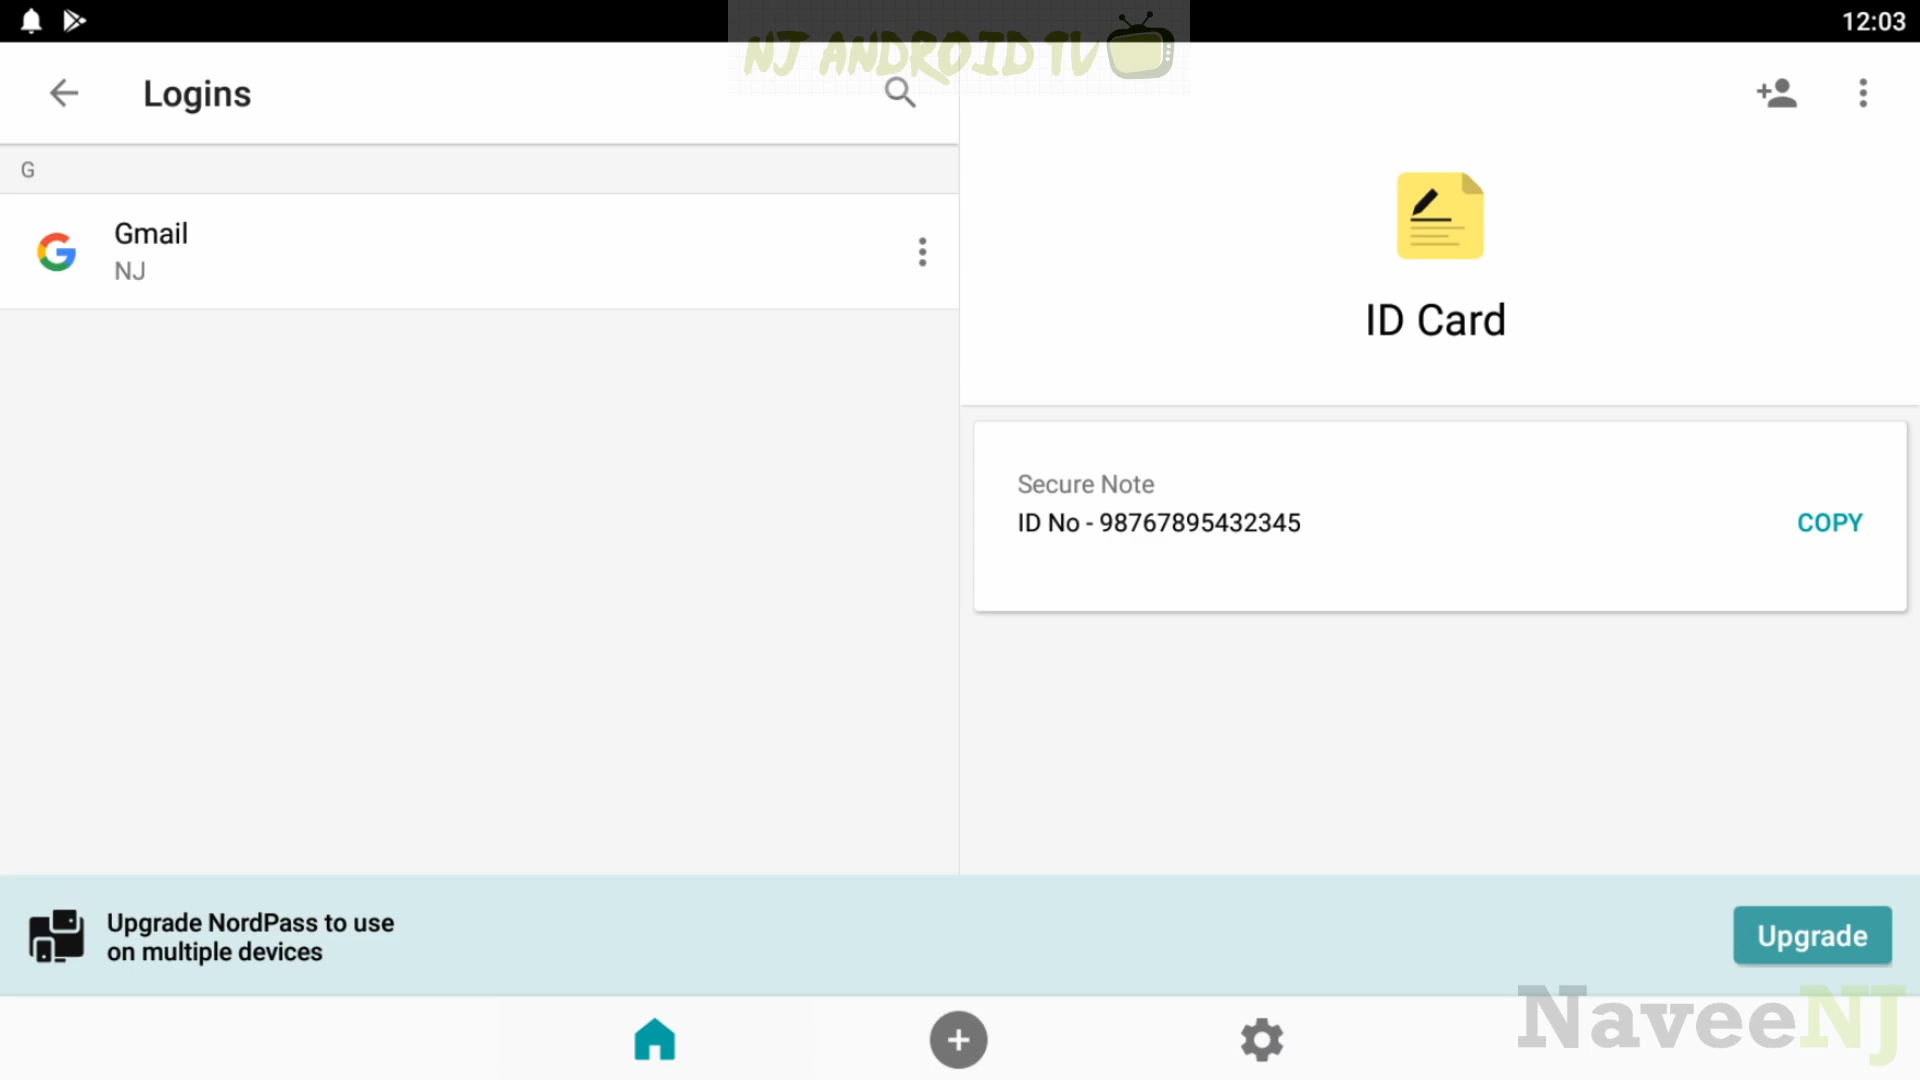 12:03
NJ ANDROID TV
Logins
G
Gmail
NJ
ID Card
Secure Note
ID No - 98767895432345
COPY
Upgrade NordPass to use
on multiple devices
Upgrade
NaveeNJ